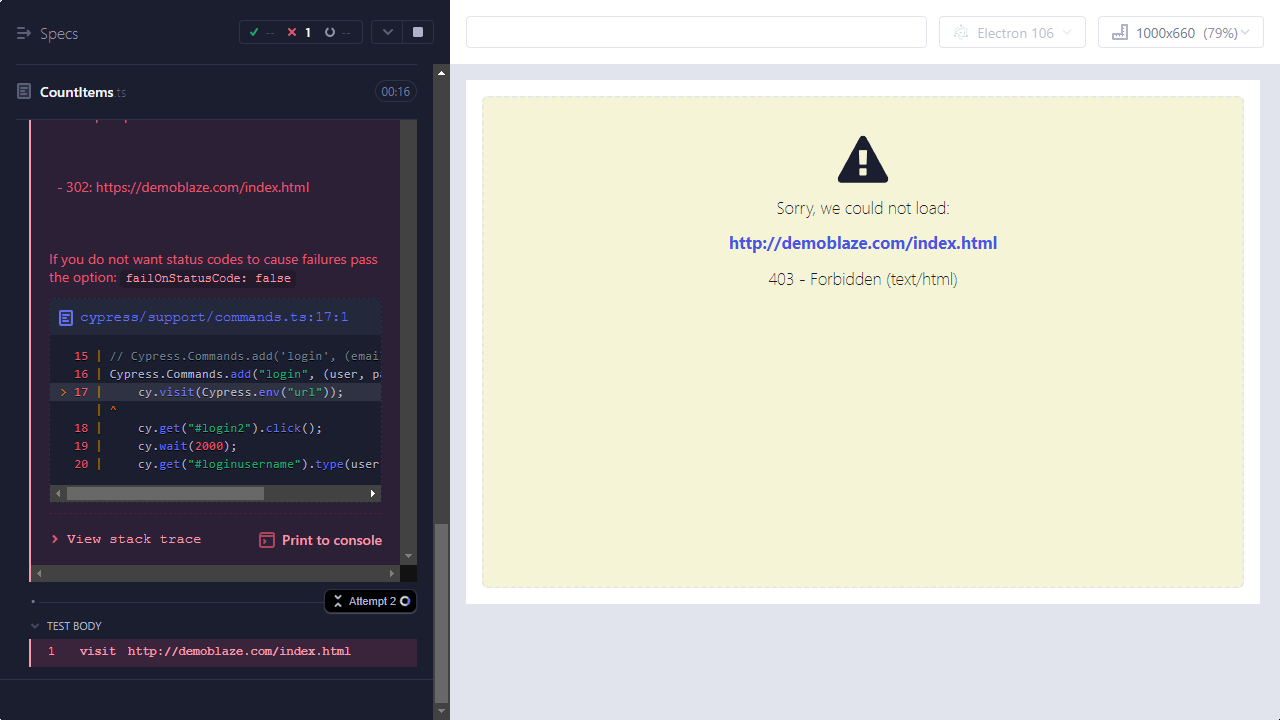 Specs
-- 1 --
Electron 106
1000x660 (79%)
CountItems ts
00:16
- 302: https://demoblaze.com/index.html
If you do not want status codes to cause failures pass
the option: failOnStatusCode: false
cypress/support/commands.ts:17:1
15 | // Cypress.Commands.add('login', (emai
16 | Cypress.Commands.add("login", (user, pa
> 17 | cy.visit(Cypress.env("url"));
| ^
18 | cy.get("#login2").click();
19 | cy.wait(2000);
20 | cy.get("#loginusername").type(user
View stack trace
Print to console
Attempt 2
TEST BODY
1 visit http://demoblaze.com/index.html
Sorry, we could not load:
http://demoblaze.com/index.html
403 - Forbidden (text/html)